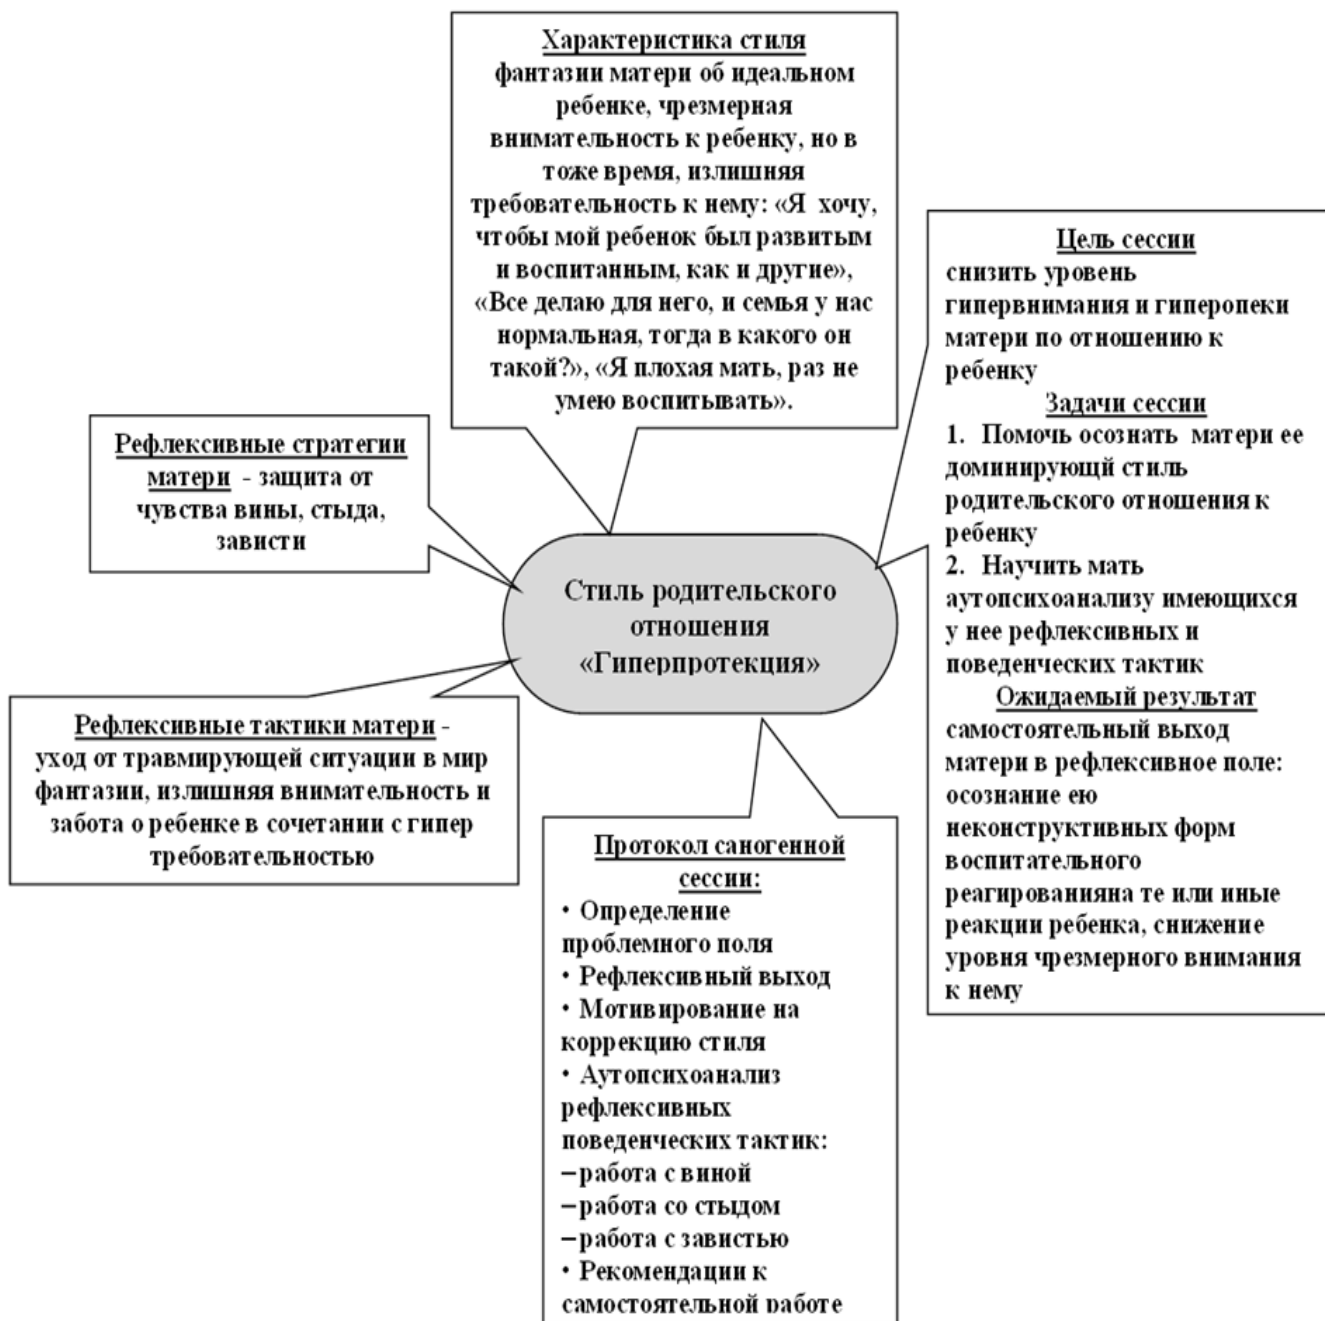 Характеристика стиля
фантазии матери об идеальном
ребенке, чрезмерная
внимательность к ребенку, но в
тоже время, излишняя
требовательность к нему: «Я хочу,
чтобы мой ребенок был развитым
и воспитанным, как и другие»,
«Все делаю для него, и семья у нас
нормальная, тогда в какого он
такой?», «Я плохая мать, раз не
умею воспитывать».
Рефлексивные стратегии
матери - защита от
чувства вины, стыда,
зависти
Стиль родительского
отношения
«Гиперпротекция»
Цель сессии
снизить уровень
гипервнимания и гиперопеки
матери по отношению к
ребенку
Задачи сессии
1. Помочь осознать матери ее
доминирующй стиль
родительского отношения к
ребенку
2. Научить мать
аутопсихоанализу имеющихся
у нее рефлексивных и
поведенческих тактик
Ожидаемый результат
самостоятельный выход
матери в рефлексивное поле:
осознание ею
неконструктивных форм
воспитательного
реагированияна те или иные
реакции ребенка, снижение
уровня чрезмерного внимания
к нему
Рефлексивные тактики матери -
уход от травмирующей ситуации в мир
фантазии, излишняя внимательность и
забота о ребенке в сочетании с гипер
требовательностью
Протокол саногенной
сессии:
• Определение
проблемного поля
• Рефлексивный выход
• Мотивирование на
коррекцию стиля
• Аутопсихоанализ
рефлексивных
поведенческих тактик:
–работа с виной
–работа со стыдом
–работа с завистью
• Рекомендации к
самостоятельной работе